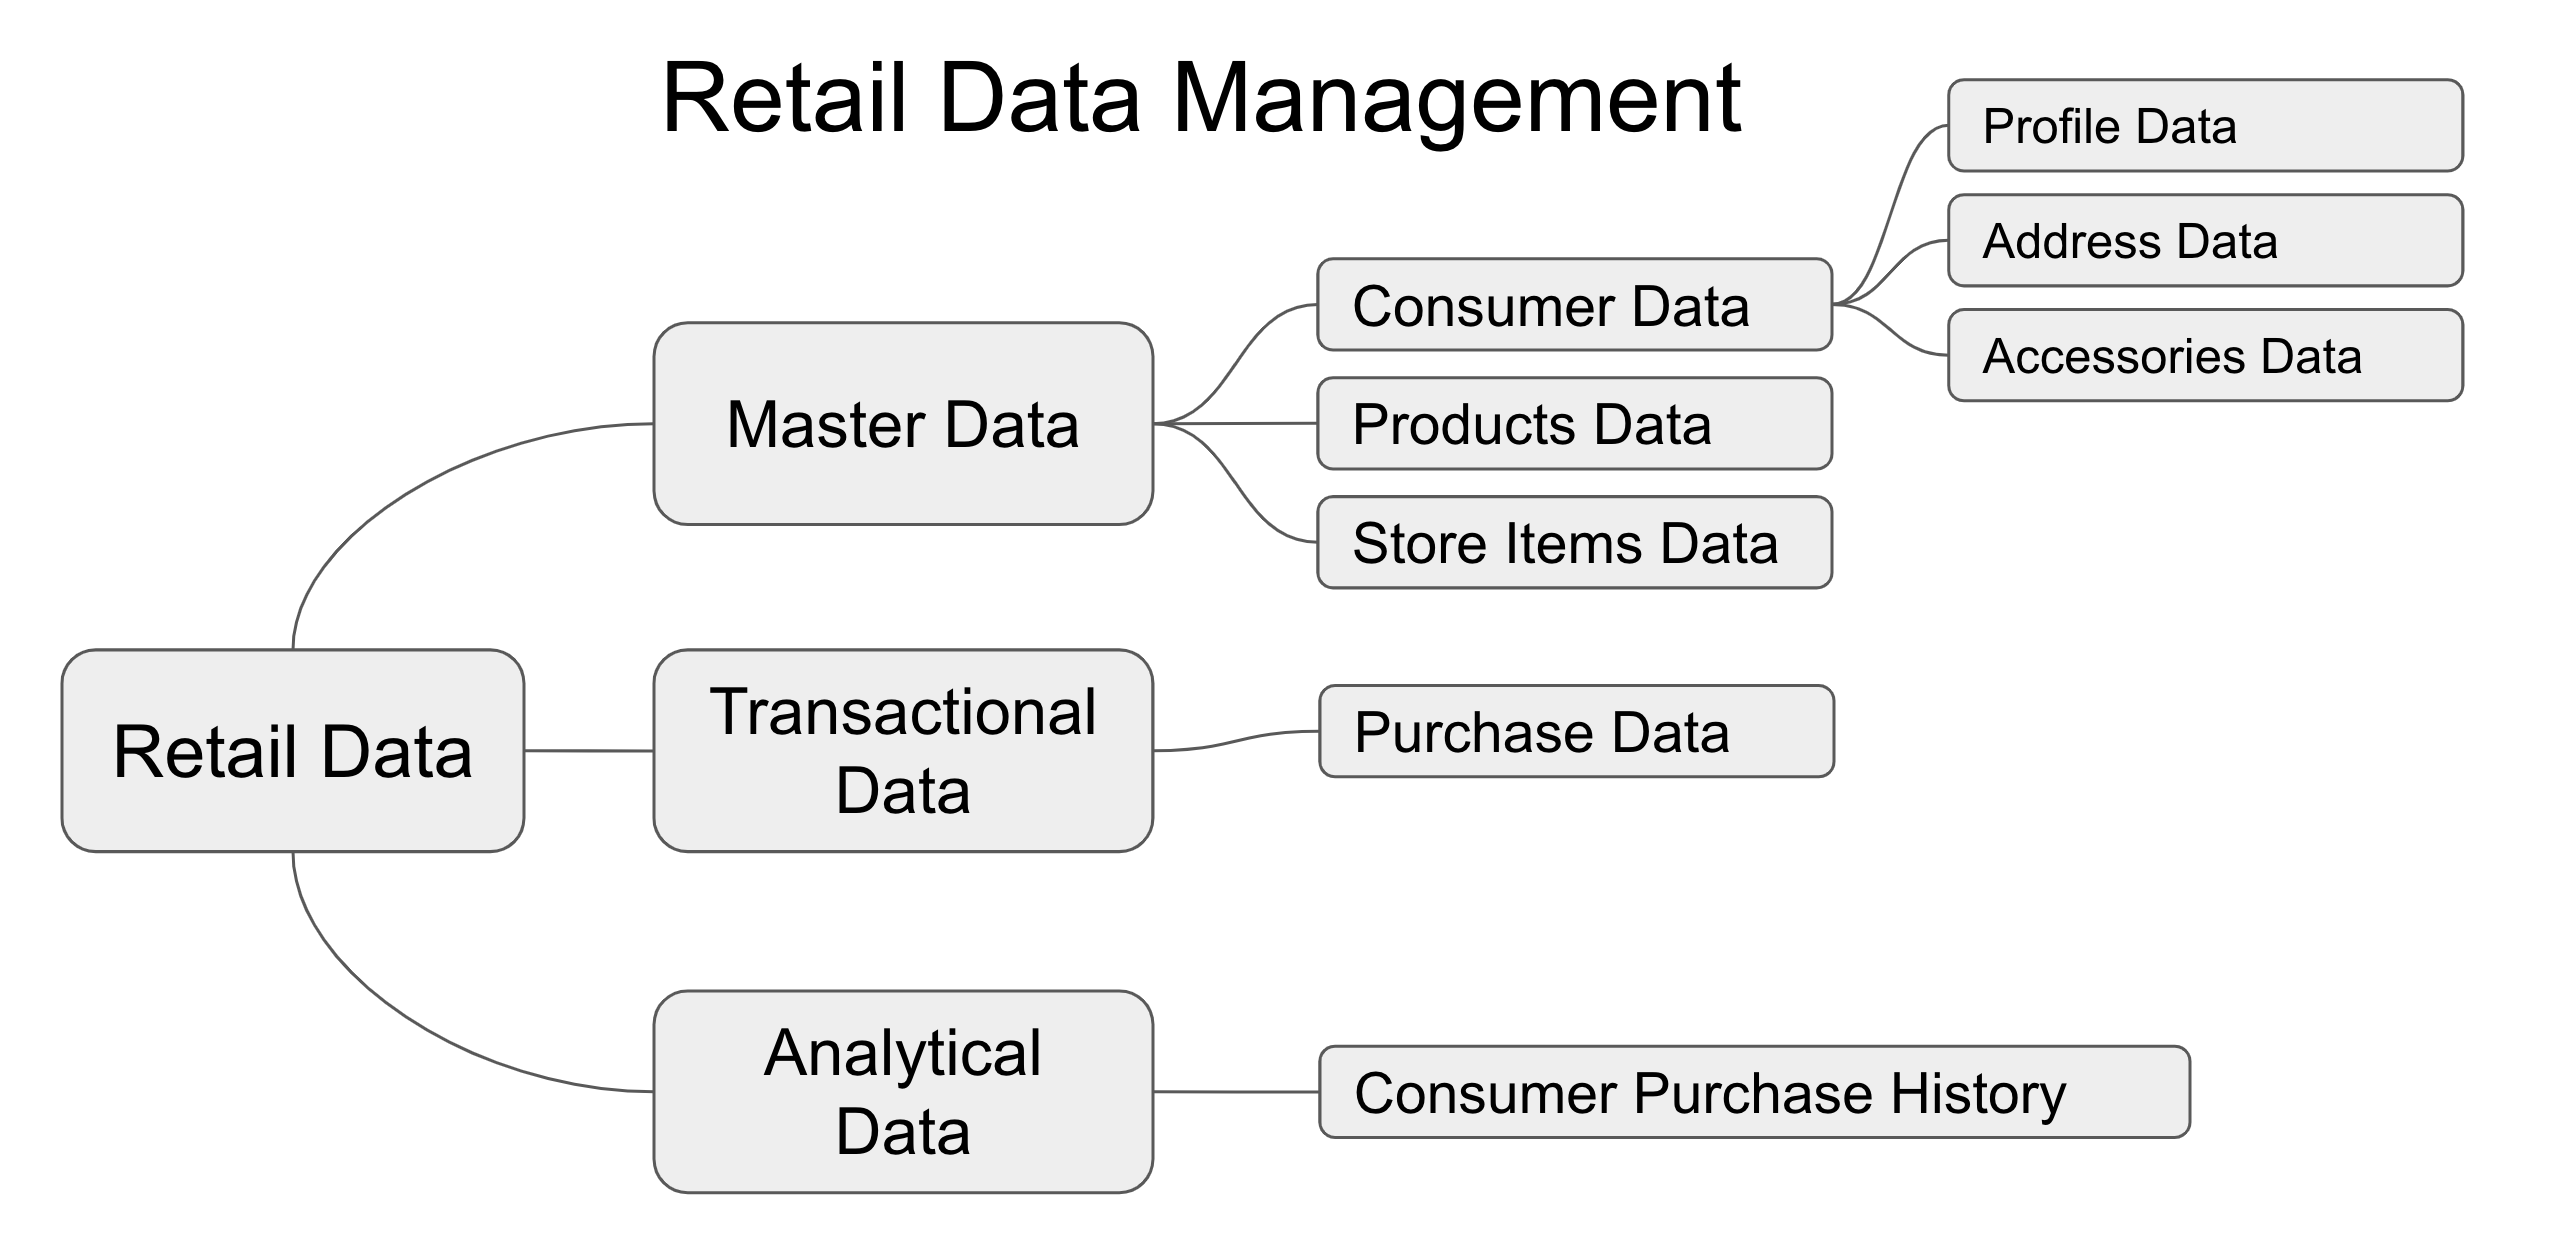 Retail Data Management
Profile Data
Address Data
Accessories Data
Consumer Data
Products Data
Store Items Data
Master Data
Retail Data
Transactional
Data
Purchase Data
Analytical
Data
Consumer Purchase History